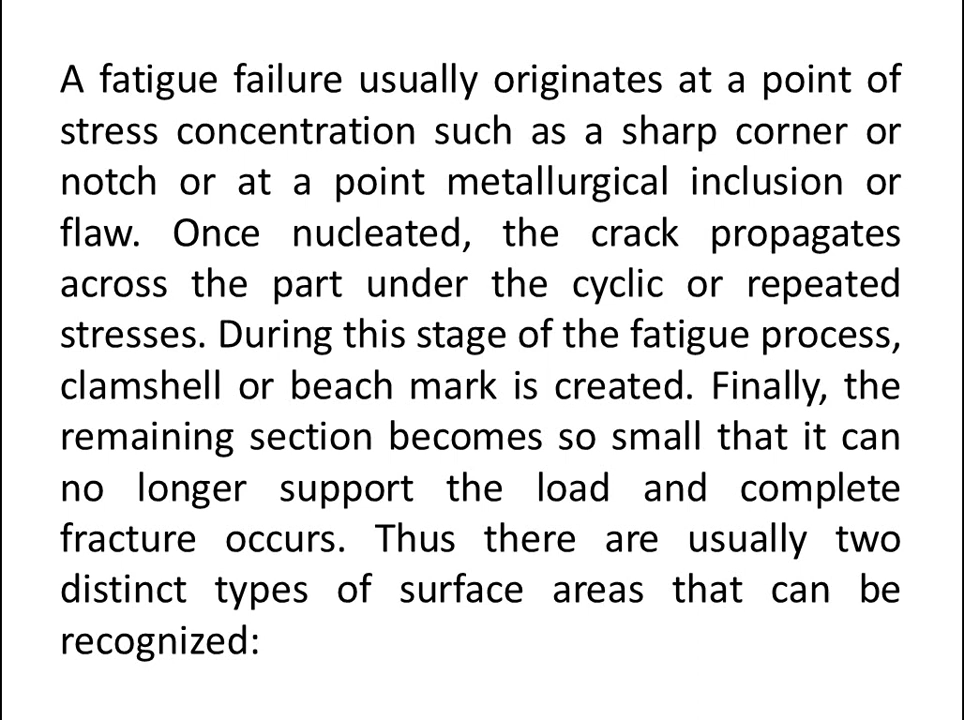 A fatigue failure usually originates at a point of
stress concentration such as a sharp corner or
notch or at a point metallurgical inclusion or
flaw. Once nucleated, the crack propagates
across the part under the cyclic or repeated
stresses. During this stage of the fatigue process,
clamshell or beach mark is created. Finally, the
remaining section becomes so small that it can
no longer support the load and complete
fracture occurs. Thus there are usually two
distinct types of surface areas that can be
recognized: